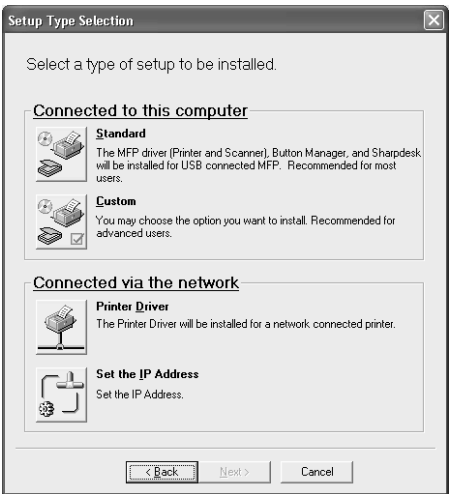 Setup Type Selection
Select a type of setup to be installed.
Connected to this computer
Standard
The MFP driver (Printer and Scanner), Button Manager, and Sharpdesk
will be installed for USB connected MFP. Recommended for most
users.
Custom
You may choose the option you want to install. Recommended for
advanced users.
Connected via the network
Printer Driver
The Printer Driver will be installed for a network connected printer.
Set the IP Address
Set the IP Address.
< Back Next > Cancel